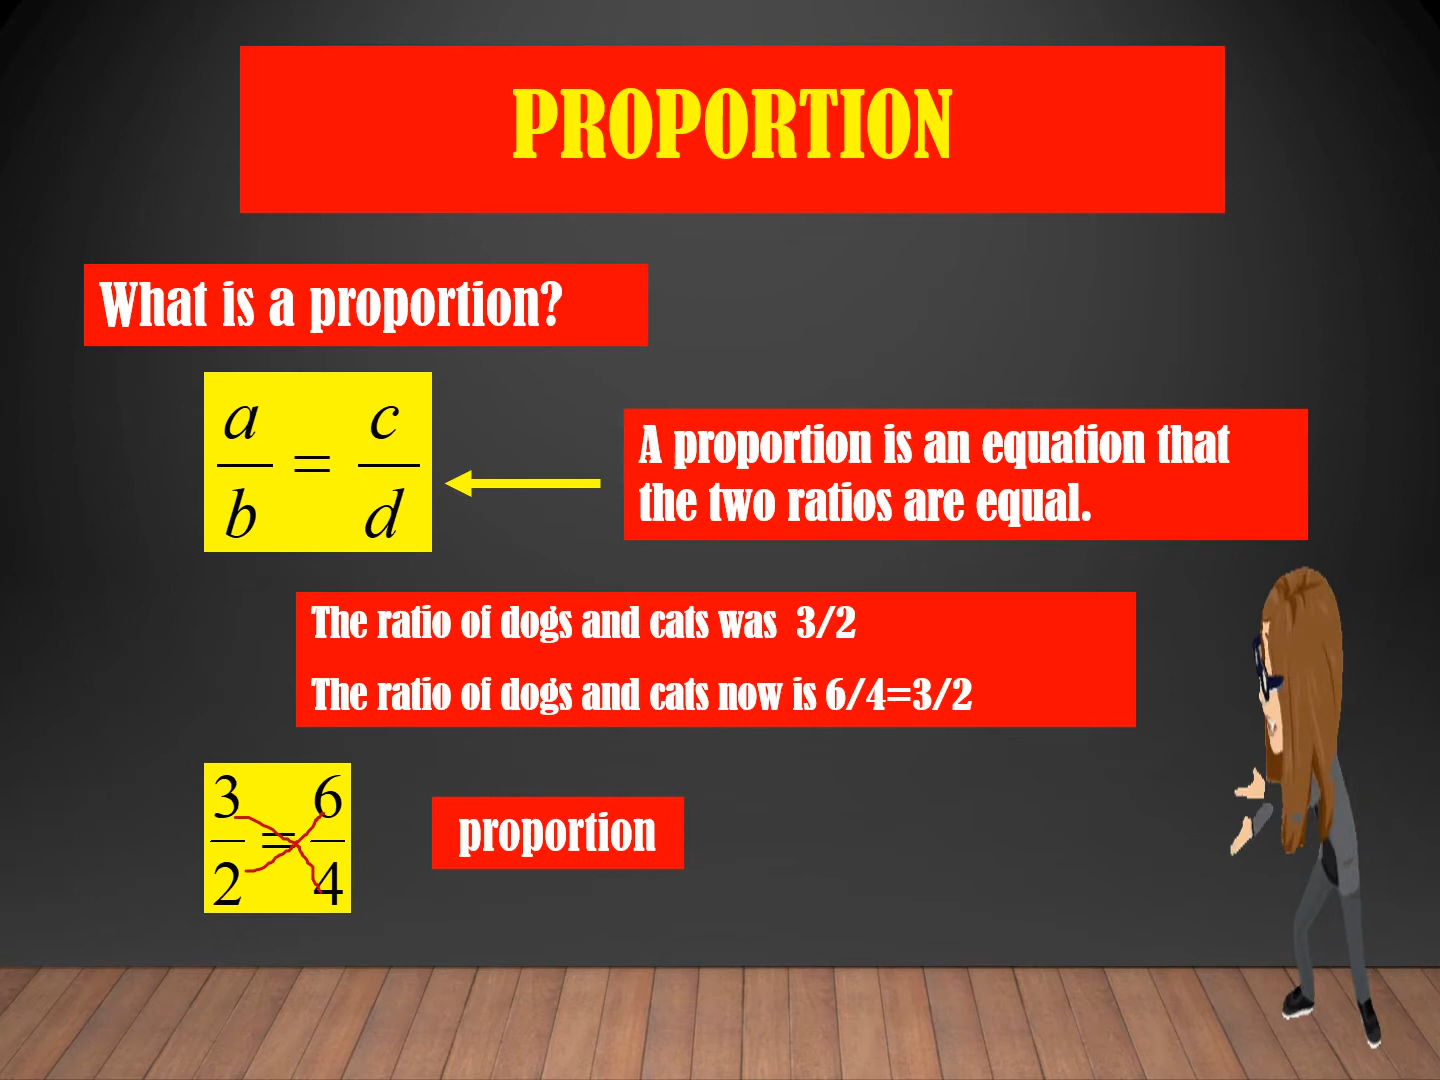 PROPORTION
What is a proportion?
a/b = c/d
A proportion is an equation that
the two ratios are equal.
The ratio of dogs and cats was 3/2
The ratio of dogs and cats now is 6/4=3/2
3/2 = 6/4
proportion